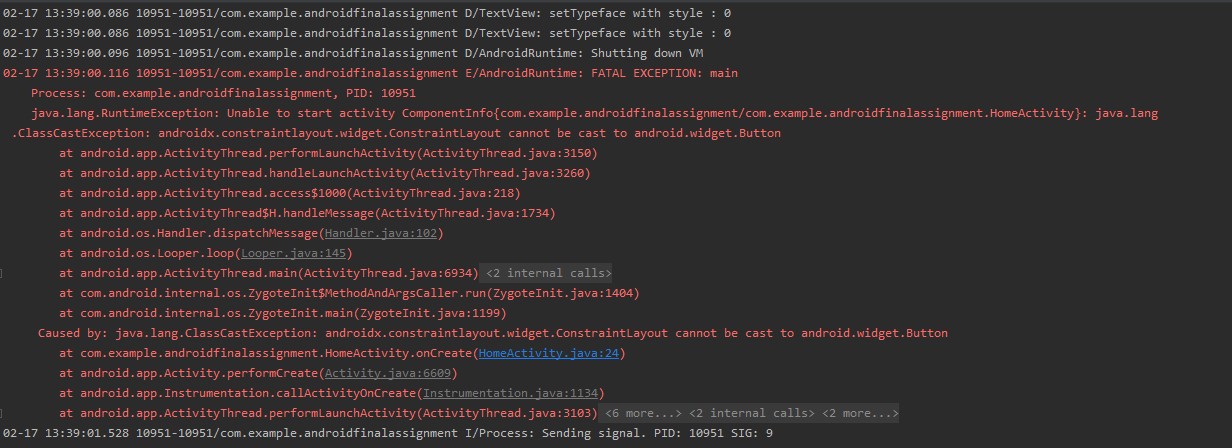 02-17 13:39:00.086 10951-10951/com.example.androidfinalassignment D/TextView: setTypeface with style : 0
02-17 13:39:00.086 10951-10951/com.example.androidfinalassignment D/TextView: setTypeface with style : 0
02-17 13:39:00.096 10951-10951/com.example.androidfinalassignment D/AndroidRuntime: Shutting down VM
02-17 13:39:00.116 10951-10951/com.example.androidfinalassignment E/AndroidRuntime: FATAL EXCEPTION: main
Process: com.example.androidfinalassignment, PID: 10951
java.lang.RuntimeException: Unable to start activity ComponentInfo{com.example.androidfinalassignment/com.example.androidfinalassignment.HomeActivity}: java.lang
.ClassCastException: androidx.constraintlayout.widget.ConstraintLayout cannot be cast to android.widget.Button
at android.app.ActivityThread.performLaunchActivity(ActivityThread.java:3150)
at android.app.ActivityThread.handleLaunchActivity(ActivityThread.java:3260)
at android.app.ActivityThread.access$1000(ActivityThread.java:218)
at android.app.ActivityThread$H.handleMessage(ActivityThread.java:1734)
at android.os.Handler.dispatchMessage(Handler.java:102)
at android.os.Looper.loop(Looper.java:145)
at android.app.ActivityThread.main(ActivityThread.java:6934) <2 internal calls>
at com.android.internal.os.ZygoteInit$MethodAndArgsCaller.run(ZygoteInit.java:1404)
at com.android.internal.os.ZygoteInit.main(ZygoteInit.java:1199)
Caused by: java.lang.ClassCastException: androidx.constraintlayout.widget.ConstraintLayout cannot be cast to android.widget.Button
at com.example.androidfinalassignment.HomeActivity.onCreate(HomeActivity.java:24)
at android.app.Activity.performCreate(Activity.java:6609)
at android.app.Instrumentation.callActivityOnCreate(Instrumentation.java:1134)
at android.app.ActivityThread.performLaunchActivity(ActivityThread.java:3103) <6 more...> <2 internal calls> <2 more...>
02-17 13:39:01.528 10951-10951/com.example.androidfinalassignment I/Process: Sending signal. PID: 10951 SIG: 9